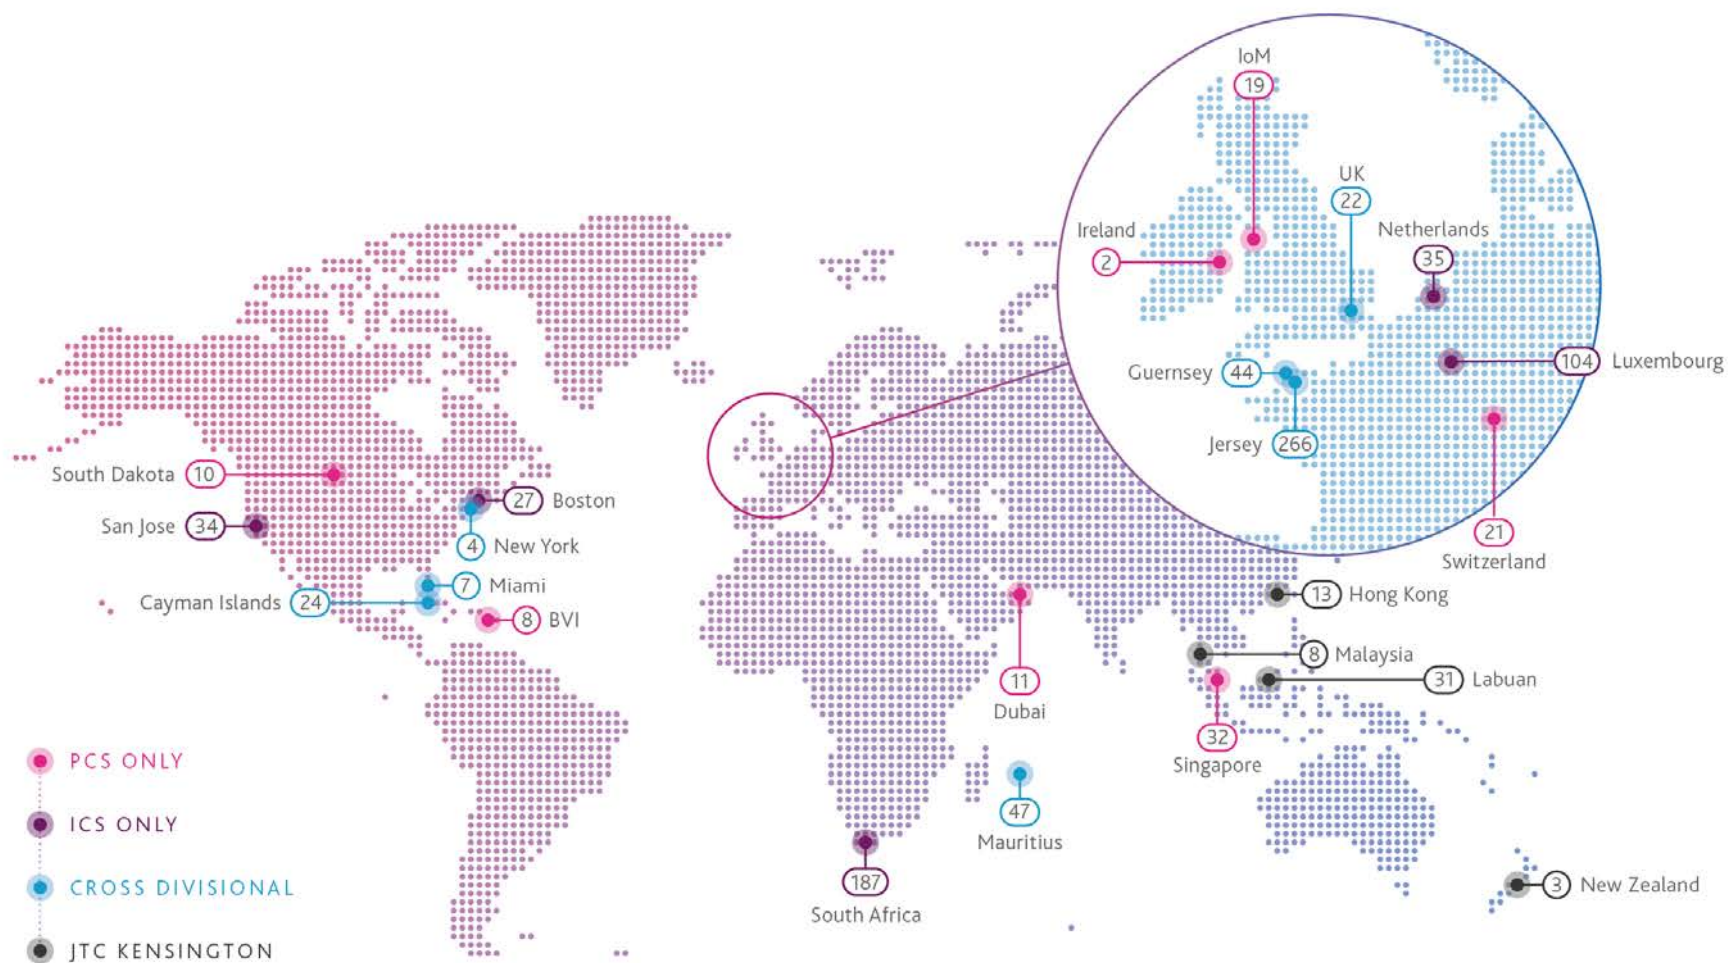 IoM
19
UK
22
Ireland
2
Netherlands
35
Guernsey 44
104 Luxembourg
Jersey 266
21
Switzerland
South Dakota 10
27 Boston
San Jose 34
4 New York
7 Miami
Cayman Islands 24
8 BVI
13 Hong Kong
8 Malaysia
31 Labuan
11
Dubai
32
Singapore
47
Mauritius
187
South Africa
3 New Zealand
PCS ONLY
ICS ONLY
CROSS DIVISIONAL
JTC KENSINGTON